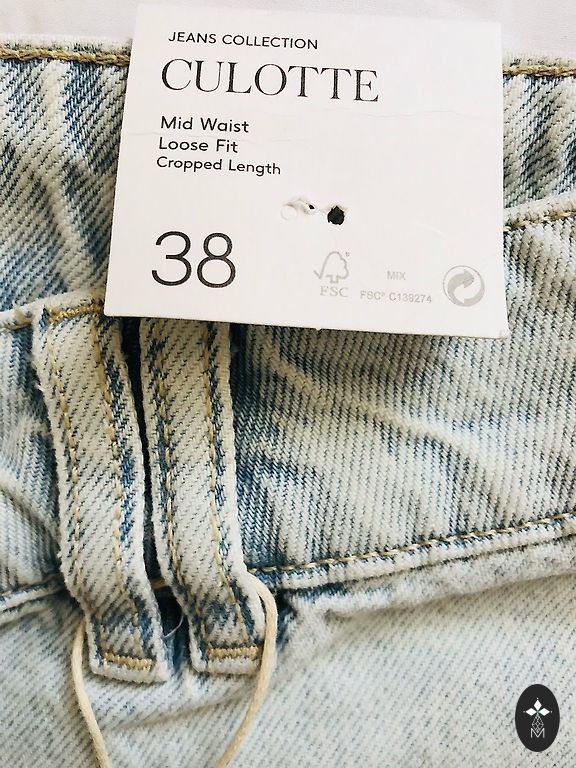 JEANS COLLECTION
CULOTTE
Mid Waist
Loose Fit
Cropped Length
38
FSC
MIX
FSC® C139274
M